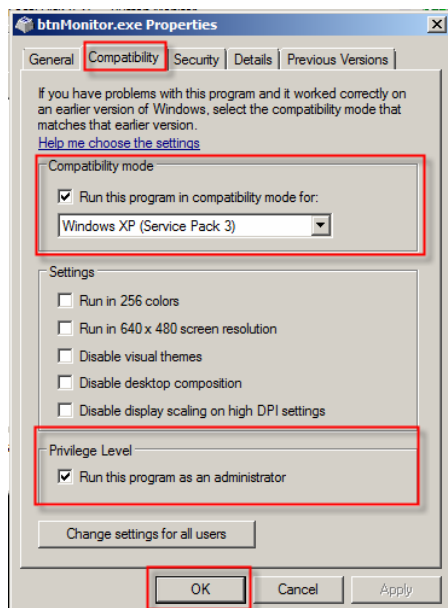 btnMonitor.exe Properties
General Compatibility Security Details Previous Versions
If you have problems with this program and it worked correctly on
an earlier version of Windows, select the compatibility mode that
matches that earlier version.
Help me choose the settings
Compatibility mode
Run this program in compatibility mode for:
Windows XP (Service Pack 3)
Settings
Run in 256 colors
Run in 640 x 480 screen resolution
Disable visual themes
Disable desktop composition
Disable display scaling on high DPI settings
Privilege Level
Run this program as an administrator
Change settings for all users
OK Cancel Apply